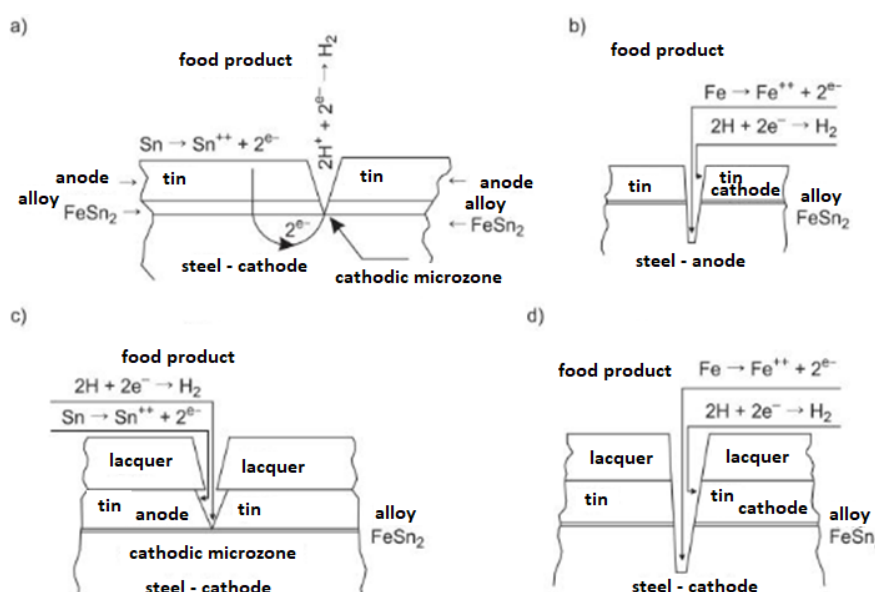 a)
food product
2H⁺ + 2e⁻ → H₂
Sn → Sn⁺⁺ + 2e⁻
anode
tin
tin
anode
alloy
alloy
FeSn₂
FeSn₂
2e⁻
steel - cathode
cathodic microzone
b)
food product
Fe → Fe⁺⁺ + 2e⁻
2H + 2e⁻ → H₂
tin
tin
cathode
alloy
FeSn₂
steel - anode
c)
food product
2H + 2e⁻ → H₂
Sn → Sn⁺⁺ + 2e⁻
lacquer
lacquer
tin
anode
tin
alloy
FeSn₂
cathodic microzone
steel - cathode
d)
food product
Fe → Fe⁺⁺ + 2e⁻
2H + 2e⁻ → H₂
lacquer
lacquer
tin
tin
cathode
alloy
FeSn
steel - cathode